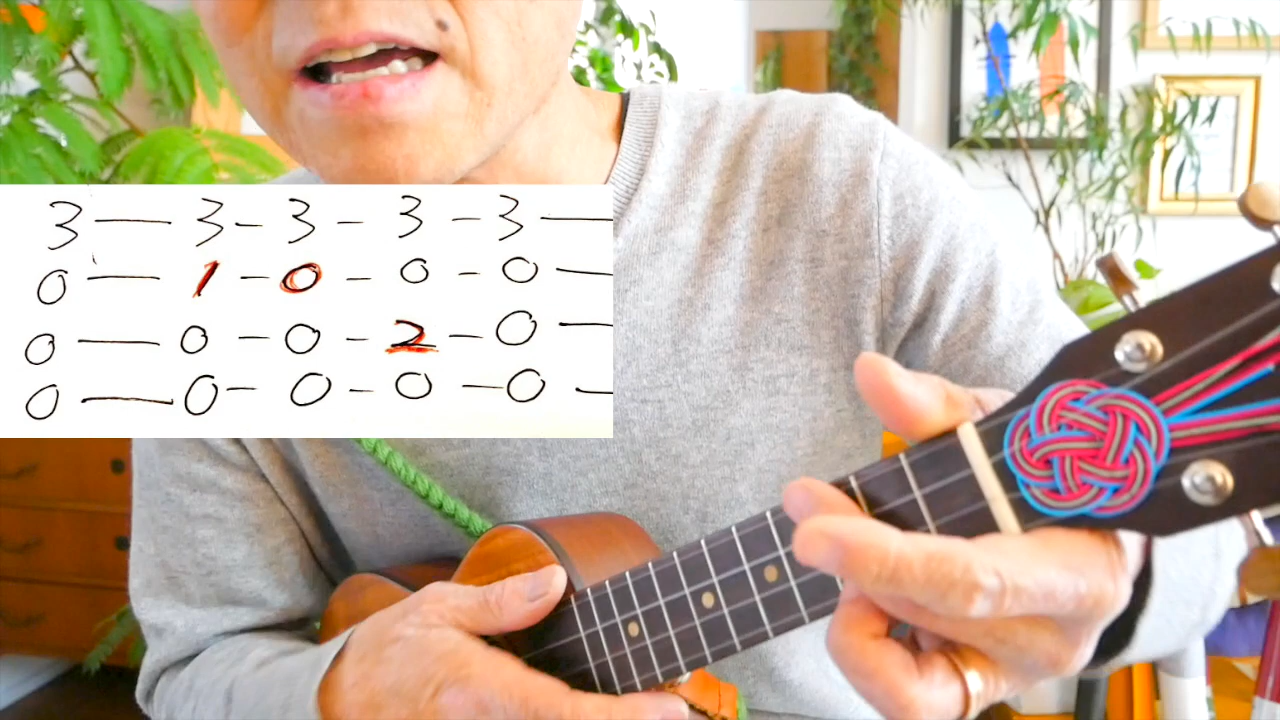 3 — 3 - 3 - 3 - 3 —
0 — 1 - 0 - 0 - 0 —
0 — 0 - 0 - 2 - 0 —
0 — 0 - 0 - 0 - 0 —